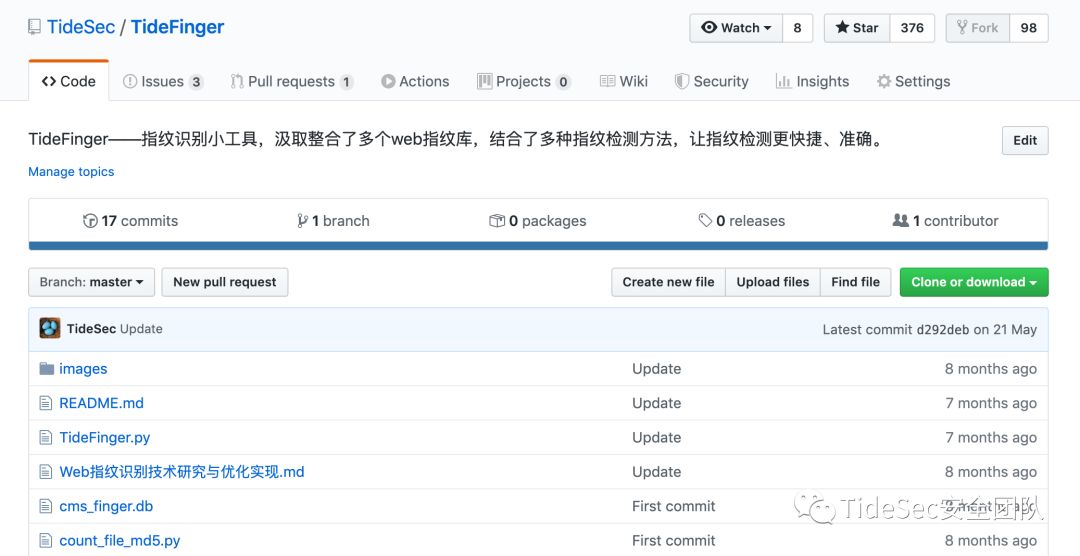 TideSec / TideFinger
Watch 8 Star 376 Fork 98
Code Issues 3 Pull requests 1 Actions Projects 0 Wiki Security Insights Settings
TideFinger——指纹识别小工具，汲取整合了多个web指纹库，结合了多种指纹检测方法，让指纹检测更快捷、准确。
Edit
Manage topics
17 commits 1 branch 0 packages 0 releases 1 contributor
Branch: master New pull request Create new file Upload files Find file Clone or download
TideSec Update Latest commit d292deb on 21 May
images Update 8 months ago
README.md Update 7 months ago
TideFinger.py Update 7 months ago
Web指纹识别技术研究与优化实现.md Update 8 months ago
cms_finger.db First commit 8 months ago
TideSec安全团队
count_file_md5.py First commit 8 months ago